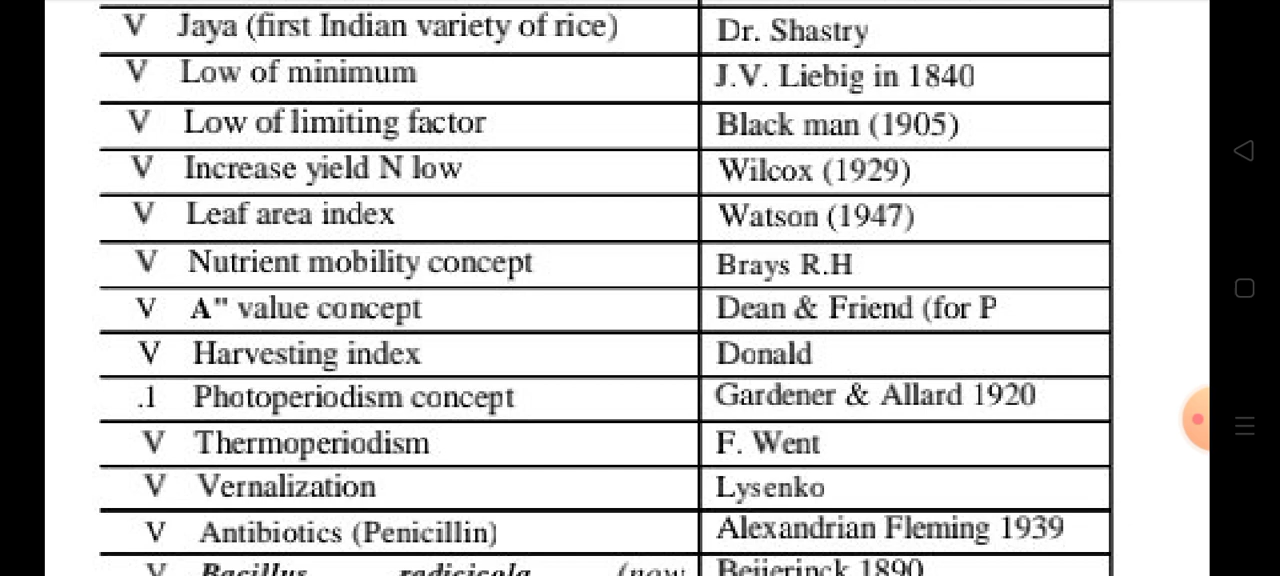 V Jaya (first Indian variety of rice) Dr. Shastry
V Low of minimum J.V. Liebig in 1840
V Low of limiting factor Black man (1905)
V Increase yield N low Wilcox (1929)
V Leaf area index Watson (1947)
V Nutrient mobility concept Brays R.H
V A" value concept Dean & Friend (for P
V Harvesting index Donald
.1 Photoperiodism concept Gardener & Allard 1920
V Thermoperiodism F. Went
V Vernalization Lysenko
V Antibiotics (Penicillin) Alexandrian Fleming 1939
V Bacillus radicicola (now Beijerinck 1890